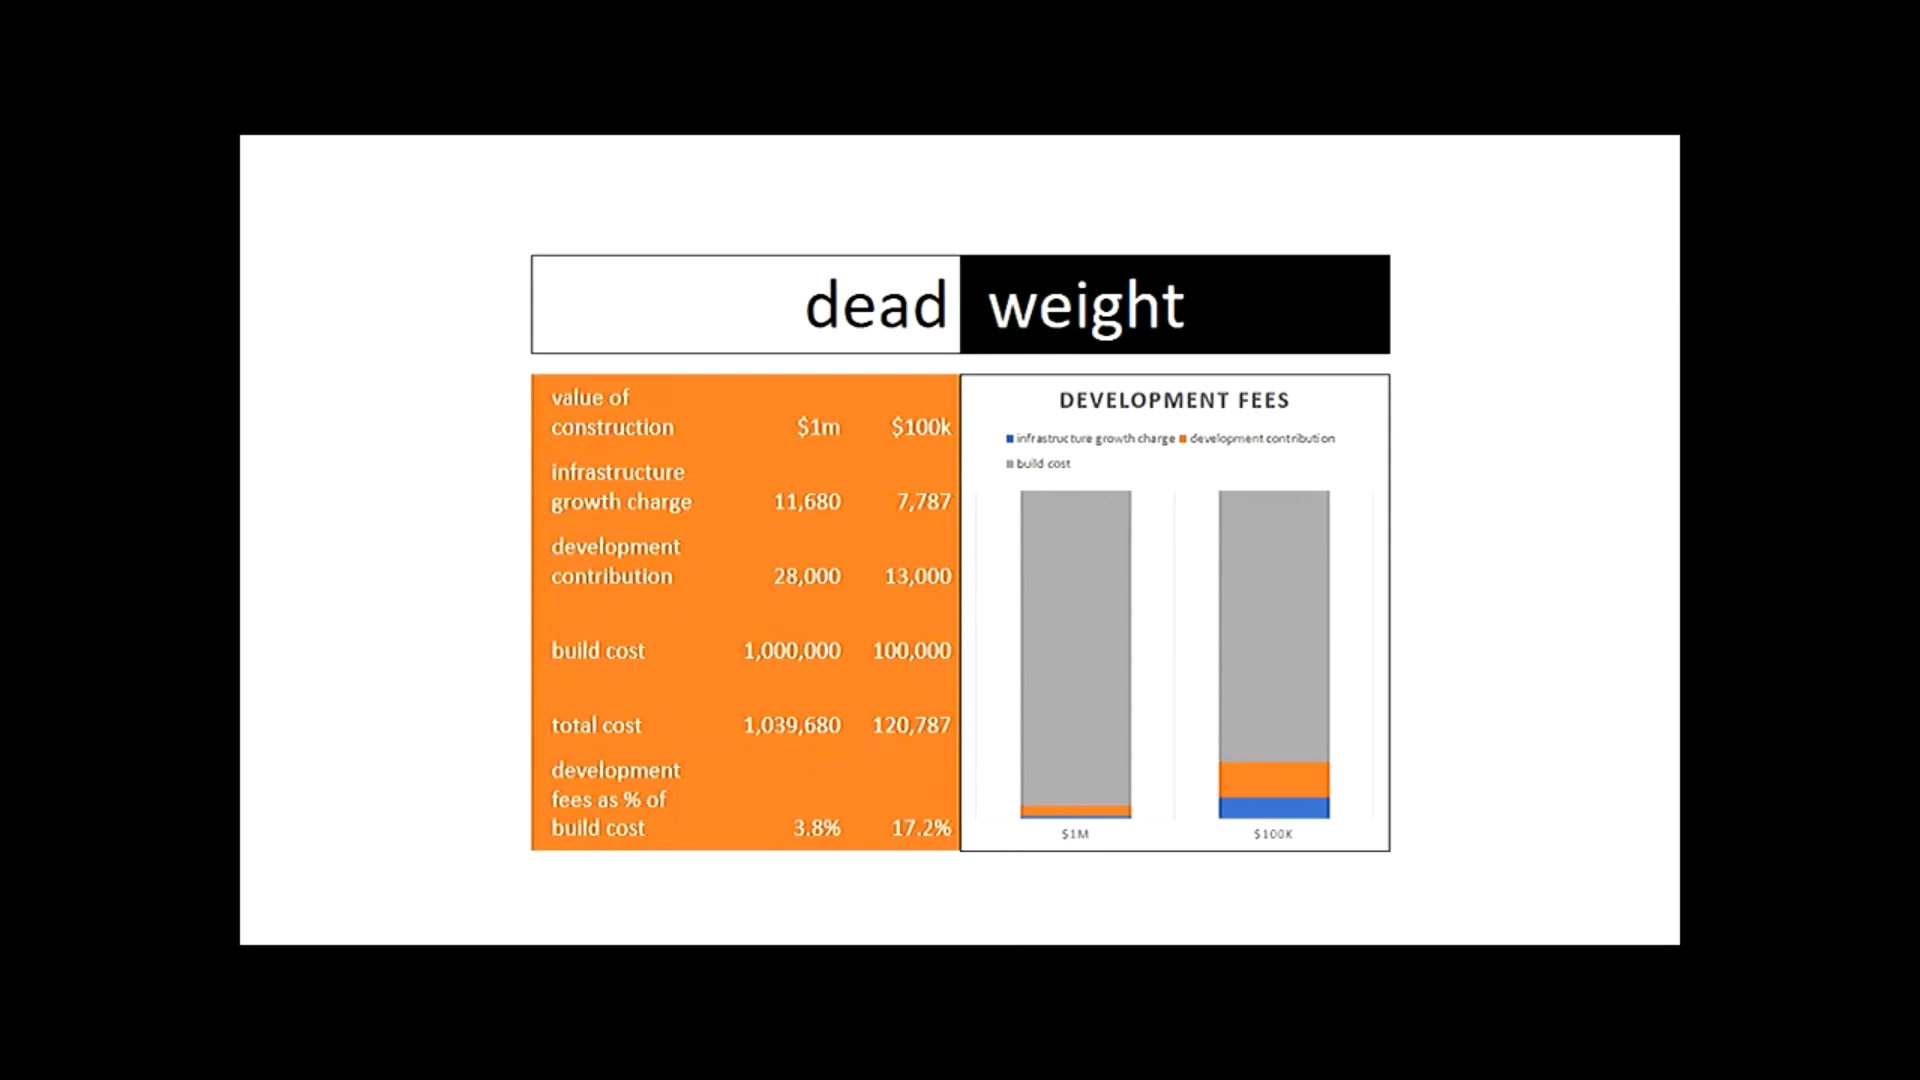 dead weight
value of
construction $1m $100k
infrastructure
growth charge 11,680 7,787
development
contribution 28,000 13,000
build cost 1,000,000 100,000
total cost 1,039,680 120,787
development
fees as % of
build cost 3.8% 17.2%
DEVELOPMENT FEES
infrastructure growth charge development contribution
build cost
$1M $100K